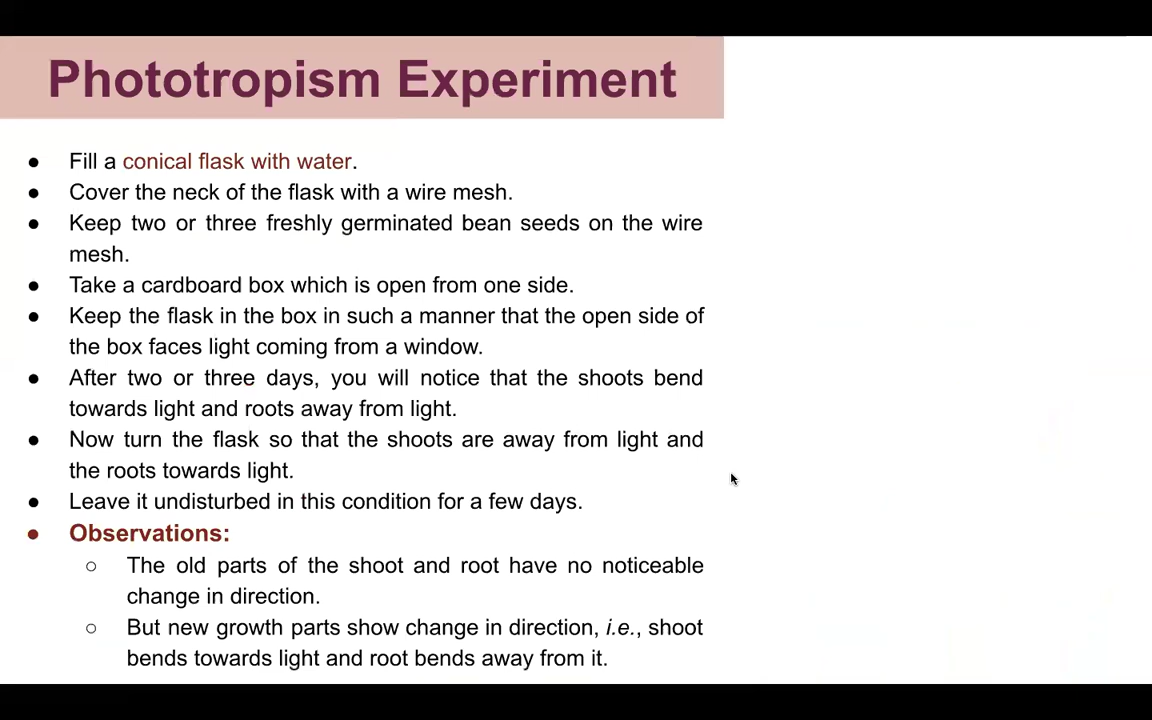 Phototropism Experiment
● Fill a conical flask with water.
● Cover the neck of the flask with a wire mesh.
● Keep two or three freshly germinated bean seeds on the wire
mesh.
● Take a cardboard box which is open from one side.
● Keep the flask in the box in such a manner that the open side of
the box faces light coming from a window.
● After two or three days, you will notice that the shoots bend
towards light and roots away from light.
● Now turn the flask so that the shoots are away from light and
the roots towards light.
● Leave it undisturbed in this condition for a few days.
● Observations:
○ The old parts of the shoot and root have no noticeable
change in direction.
○ But new growth parts show change in direction, i.e., shoot
bends towards light and root bends away from it.